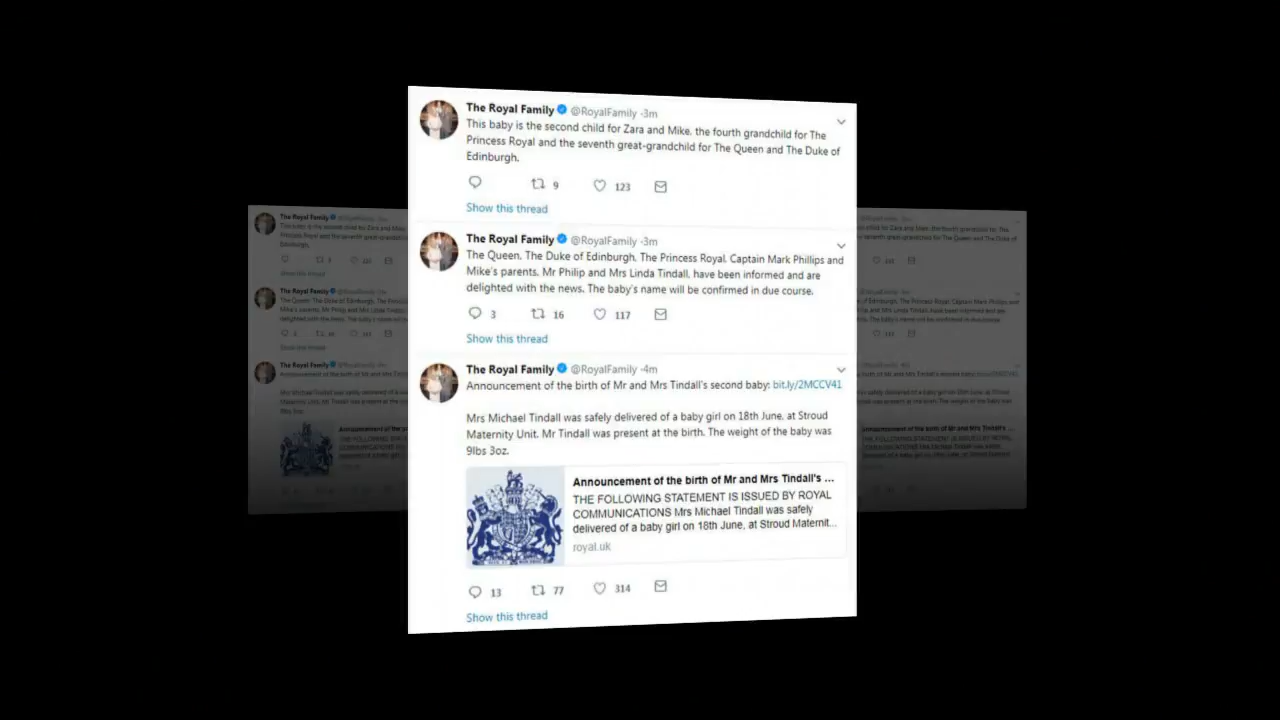 The Royal Family @RoyalFamily · 3m
This baby is the second child for Zara and Mike, the fourth grandchild for The
Princess Royal and the seventh great-grandchild for The Queen and The Duke of
Edinburgh.
9 123
Show this thread
The Royal Family @RoyalFamily · 3m
The Queen, The Duke of Edinburgh, The Princess Royal, Captain Mark Phillips and
Mike's parents, Mr Philip and Mrs Linda Tindall, have been informed and are
delighted with the news. The baby's name will be confirmed in due course.
3 16 117
Show this thread
The Royal Family @RoyalFamily · 4m
Announcement of the birth of Mr and Mrs Tindall's second baby: bit.ly/2MCCV41
Mrs Michael Tindall was safely delivered of a baby girl on 18th June, at Stroud
Maternity Unit. Mr Tindall was present at the birth. The weight of the baby was
9lbs 3oz.
Announcement of the birth of Mr and Mrs Tindall's ...
THE FOLLOWING STATEMENT IS ISSUED BY ROYAL
COMMUNICATIONS Mrs Michael Tindall was safely
delivered of a baby girl on 18th June, at Stroud Maternit...
royal.uk
13 77 314
Show this thread